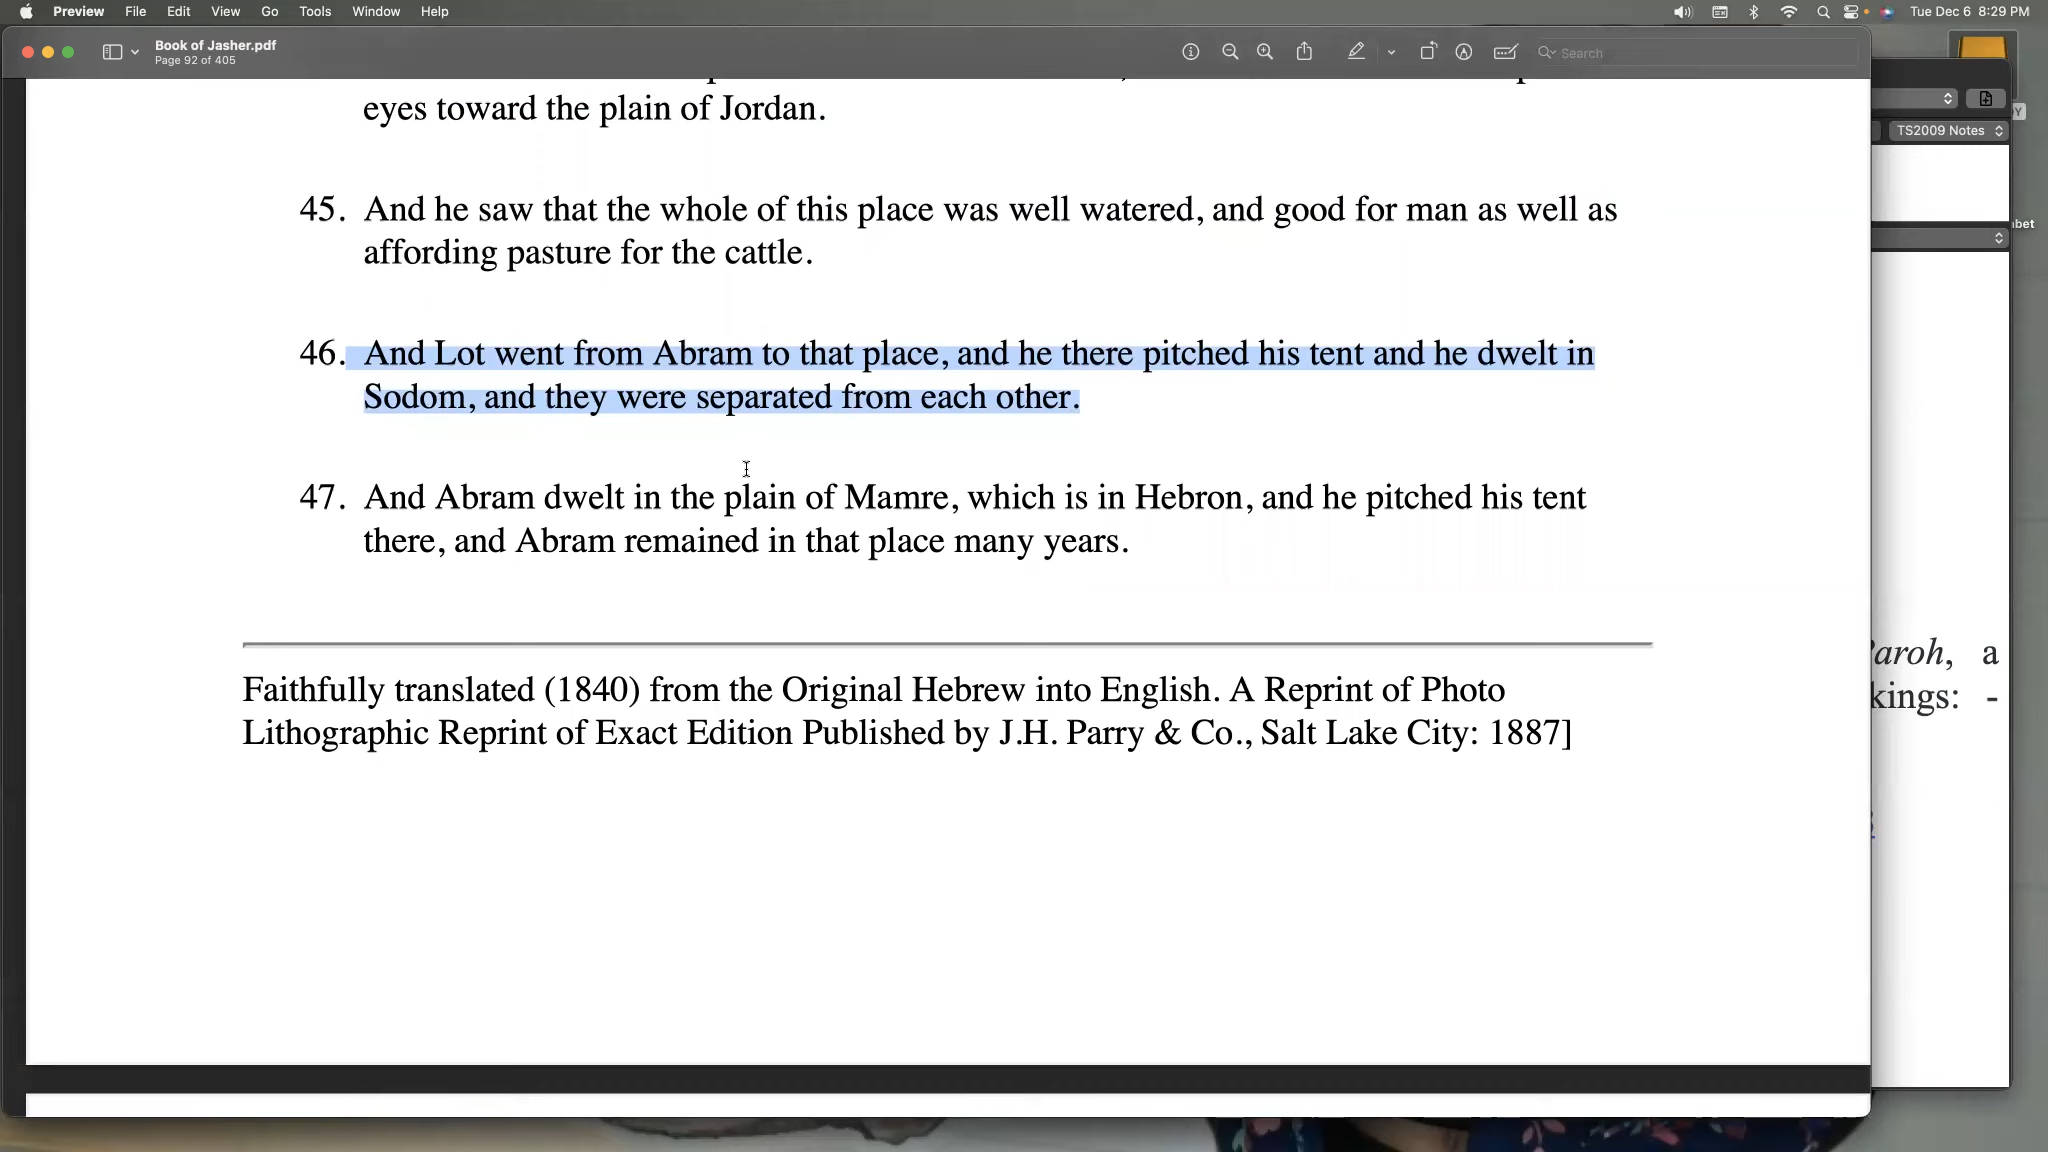 Preview File Edit View Go Tools Window Help
Tue Dec 6 8:29 PM
Book of Jasher.pdf
Page 92 of 405
Search
TS2009 Notes
eyes toward the plain of Jordan.
45. And he saw that the whole of this place was well watered, and good for man as well as
affording pasture for the cattle.
46. And Lot went from Abram to that place, and he there pitched his tent and he dwelt in
Sodom, and they were separated from each other.
47. And Abram dwelt in the plain of Mamre, which is in Hebron, and he pitched his tent
there, and Abram remained in that place many years.
Faithfully translated (1840) from the Original Hebrew into English. A Reprint of Photo
Lithographic Reprint of Exact Edition Published by J.H. Parry & Co., Salt Lake City: 1887]
aroh, a
kings: -